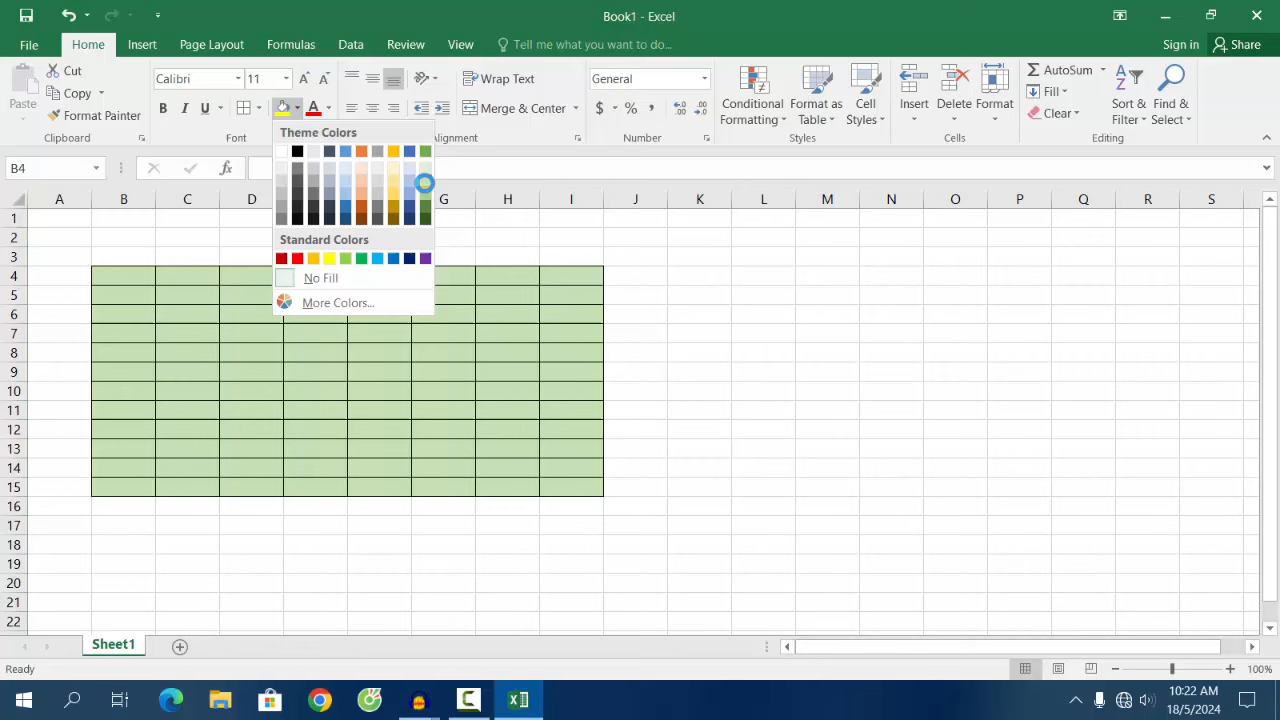 Book1 - Excel
File Home Insert Page Layout Formulas Data Review View Tell me what you want to do... Sign in Share
Paste
Cut
Copy
Format Painter
Clipboard
Calibri 11
B I U
Font
Wrap Text
Merge & Center
Alignment
General
$ % ,
Number
Conditional Formatting
Format as Table
Cell Styles
Styles
Insert Delete Format
Cells
AutoSum
Fill
Clear
Sort & Filter
Find & Select
Editing
Theme Colors
Standard Colors
No Fill
More Colors...
B4 fx
A B C D G H I J K L M N O P Q R S
1
2
3
4
5
6
7
8
9
10
11
12
13
14
15
16
17
18
19
20
21
22
Sheet1
Ready 100%
10:22 AM
18/5/2024